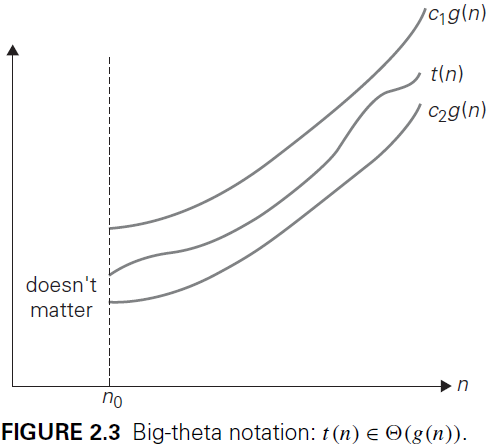 c₁g(n)
t(n)
c₂g(n)
doesn't
matter
n₀
n
FIGURE 2.3 Big-theta notation: t(n) ∈ Θ(g(n)).